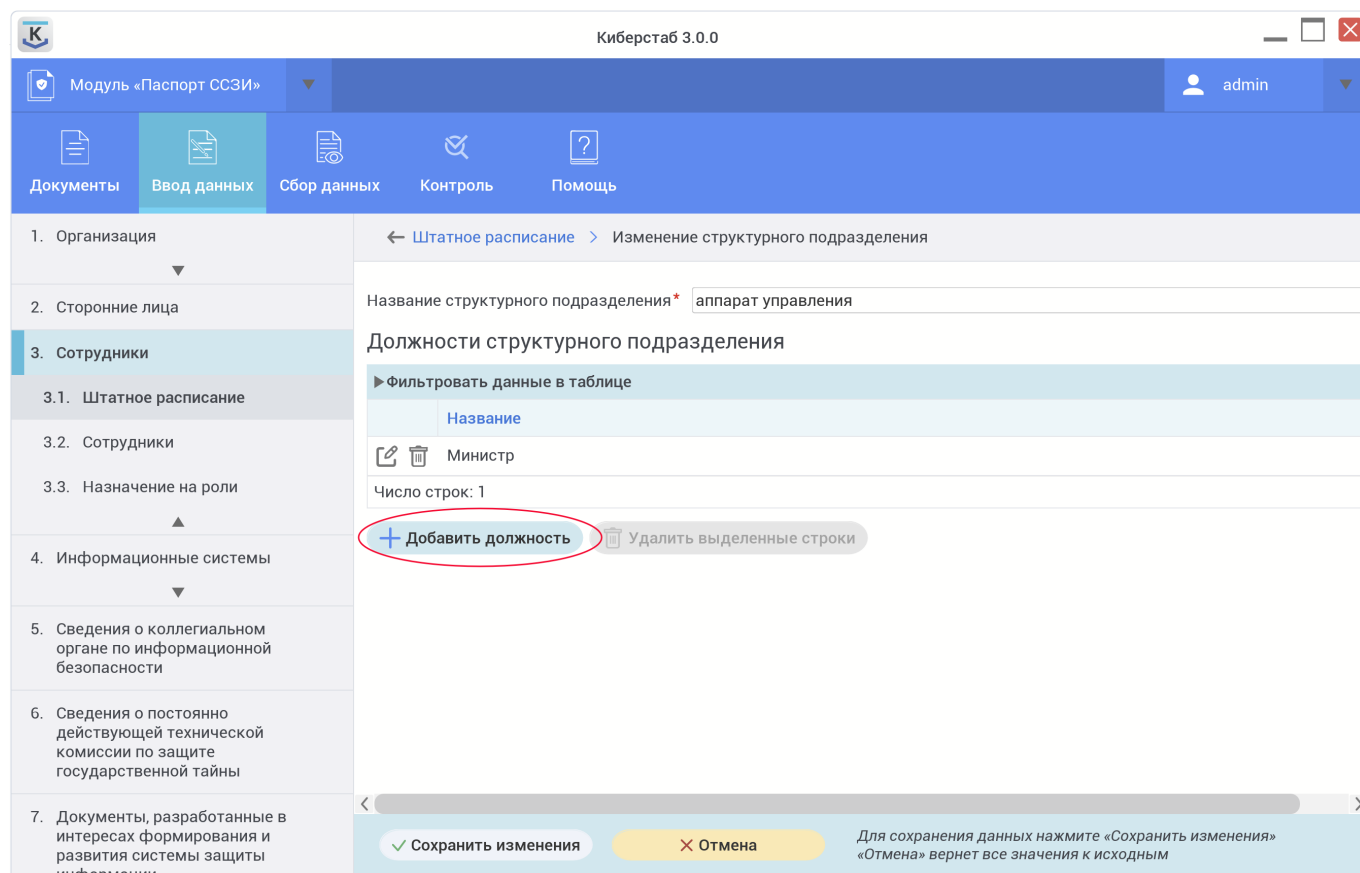 К
Киберстаб 3.0.0
Модуль «Паспорт ССЗИ»
admin
Документы
Ввод данных
Сбор данных
Контроль
Помощь
1. Организация
2. Сторонние лица
3. Сотрудники
3.1. Штатное расписание
3.2. Сотрудники
3.3. Назначение на роли
4. Информационные системы
5. Сведения о коллегиальном
органе по информационной
безопасности
6. Сведения о постоянно
действующей технической
комиссии по защите
государственной тайны
7. Документы, разработанные в
интересах формирования и
развития системы защиты
информации
Штатное расписание > Изменение структурного подразделения
Название структурного подразделения* аппарат управления
Должности структурного подразделения
Фильтровать данные в таблице
Название
Министр
Число строк: 1
Добавить должность
Удалить выделенные строки
Сохранить изменения
Отмена
Для сохранения данных нажмите «Сохранить изменения»
«Отмена» вернет все значения к исходным